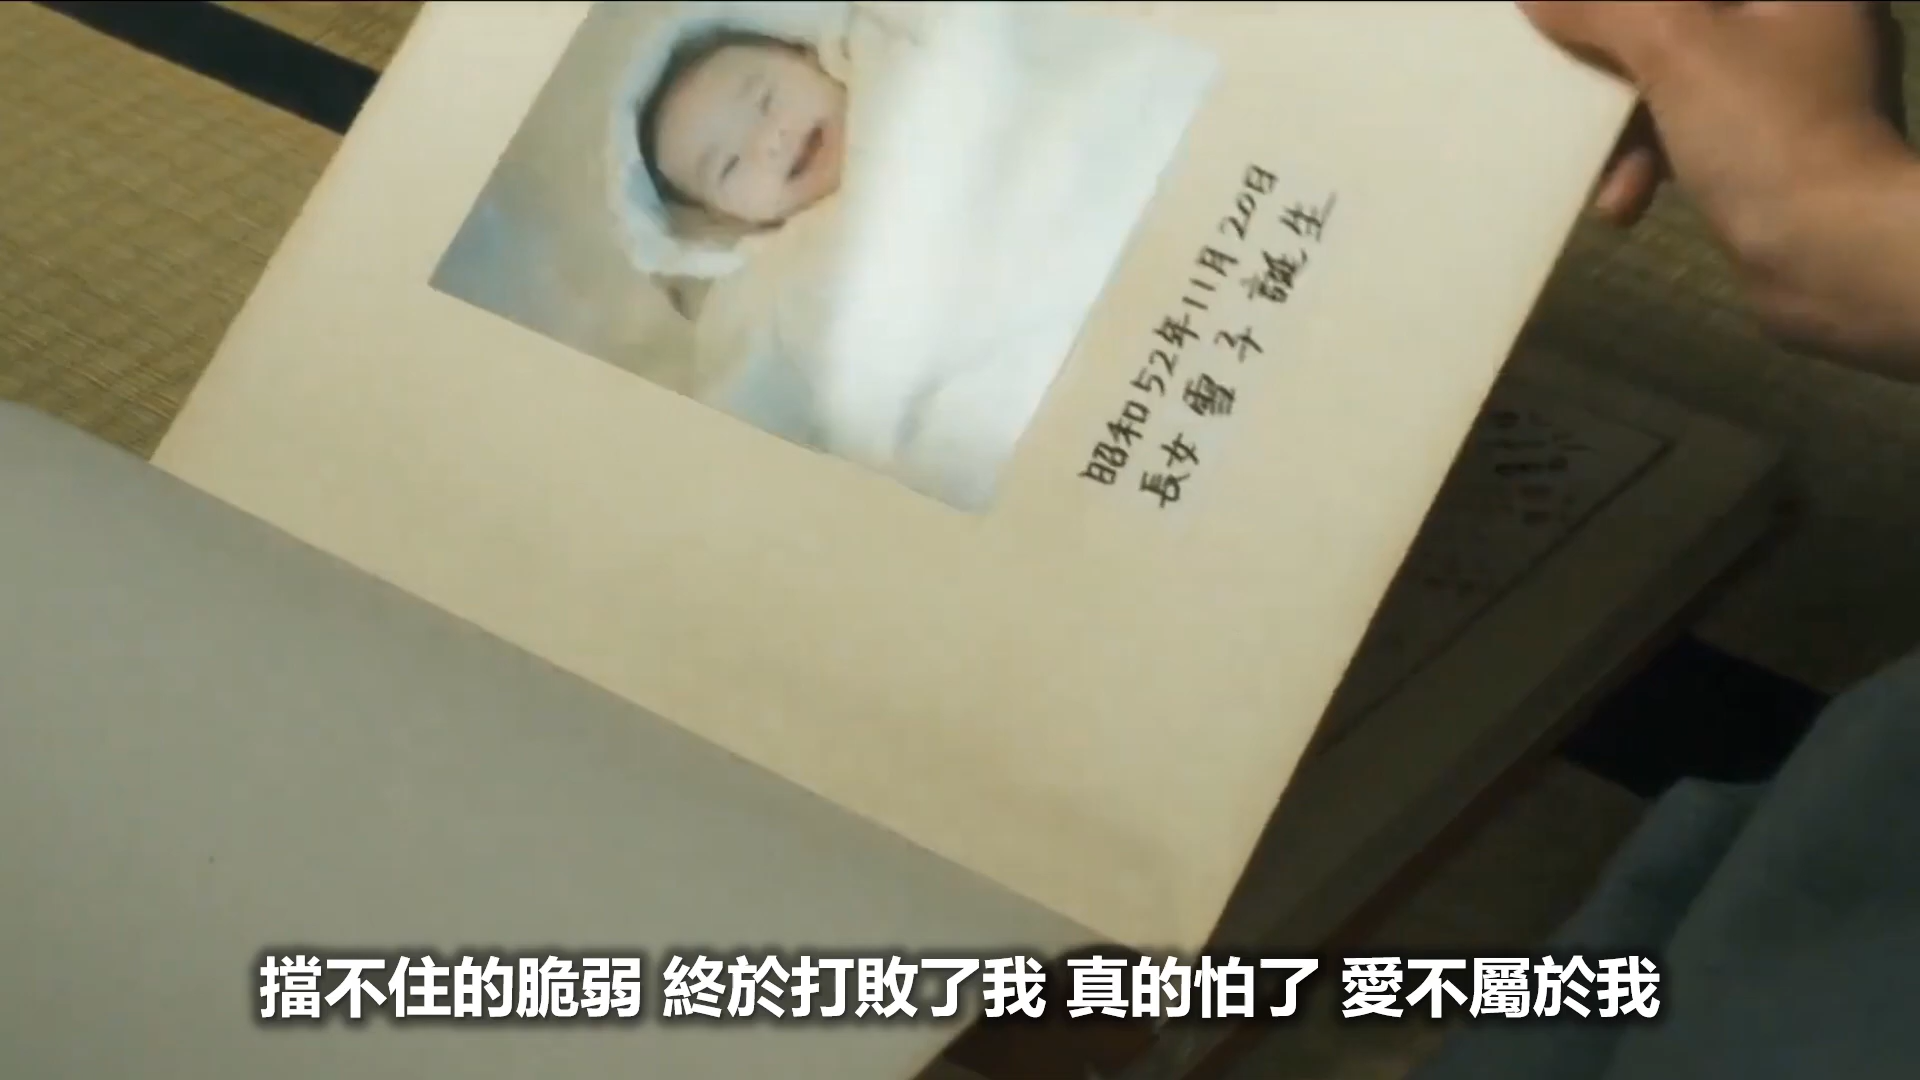 昭和52年11月20日
長女雪子誕生
擋不住的脆弱 終於打敗了我 真的怕了 愛不屬於我